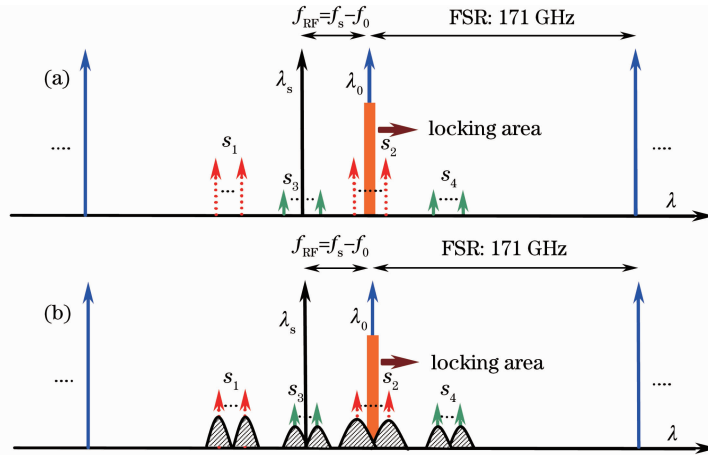 f_RF=f_s−f_0 FSR: 171 GHz
(a) λ_s λ_0
locking area
.... s_1 s_2 ....
... s_3 ..... s_4 .... λ
f_RF=f_s−f_0 FSR: 171 GHz
(b) λ_s λ_0
locking area
.... s_1 ... s_3 s_2 .... s_4 ... ....
λ